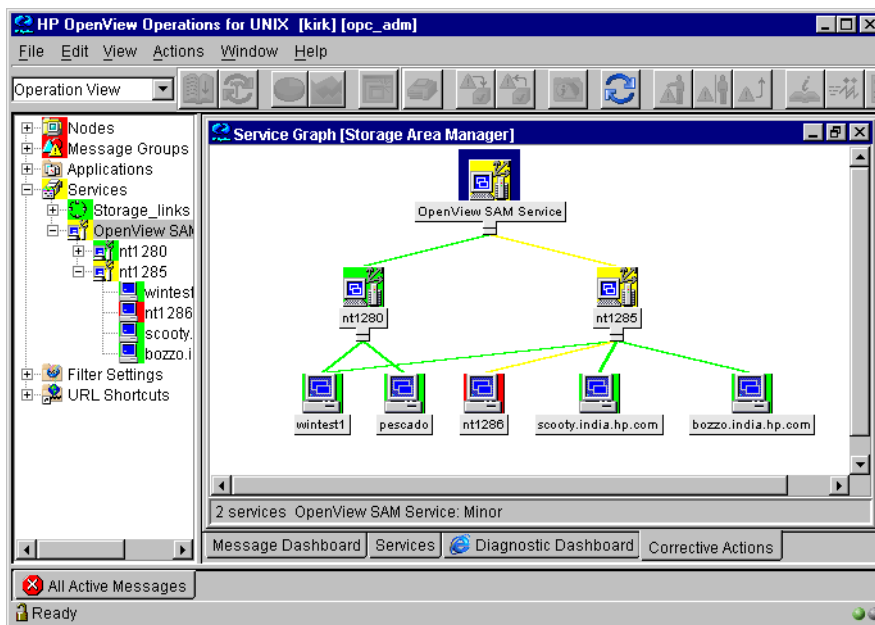 HP OpenView Operations for UNIX [kirk] [opc_adm]
File Edit View Actions Window Help
Operation View
Nodes
Message Groups
Applications
Services
Storage_links
OpenView SAM
nt1280
nt1285
wintest
nt1286
scooty.
bozzo.i
Filter Settings
URL Shortcuts
Service Graph [Storage Area Manager]
OpenView SAM Service
nt1280
nt1285
wintest1
pescado
nt1286
scooty.india.hp.com
bozzo.india.hp.com
2 services OpenView SAM Service: Minor
Message Dashboard
Services
Diagnostic Dashboard
Corrective Actions
All Active Messages
Ready